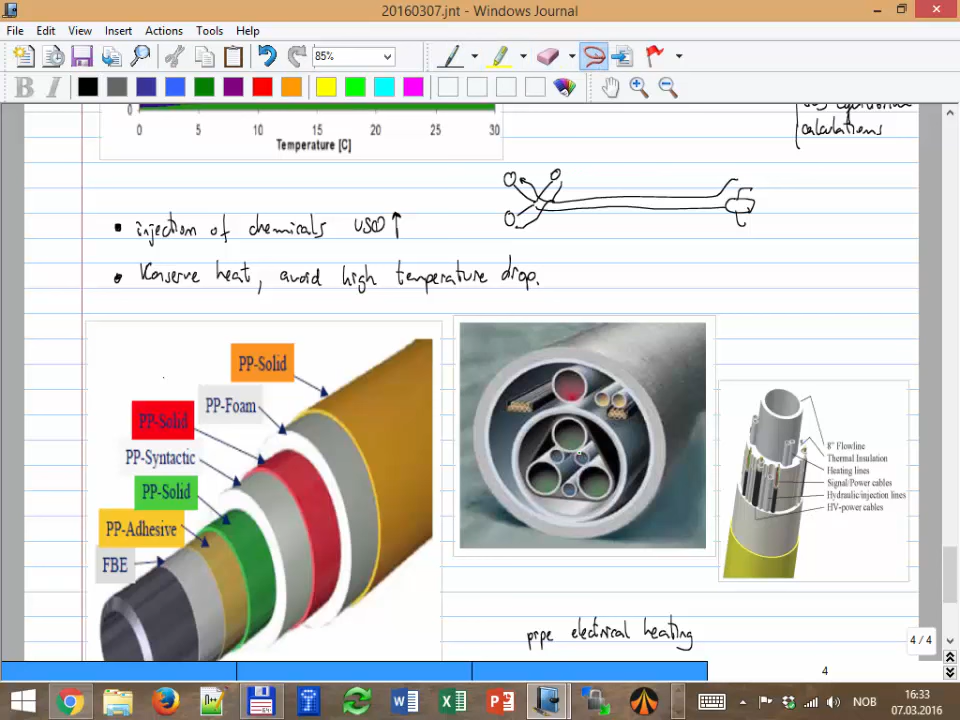 20160307.jnt - Windows Journal
File Edit View Insert Actions Tools Help
85%
B I
0
0 5 10 15 20 25 30
Temperature [C]
calculations
• injection of chemicals USD ↑
• Konserve heat, avoid high temperature drop.
PP-Solid
PP-Foam
PP-Solid
PP-Syntactic
PP-Solid
PP-Adhesive
FBE
8" Flowline
Thermal Insulation
Heating lines
Signal/Power cables
Hydraulic/injection lines
HV-power cables
pipe electrical heating
4 / 4
4
NOB
16:33
07.03.2016